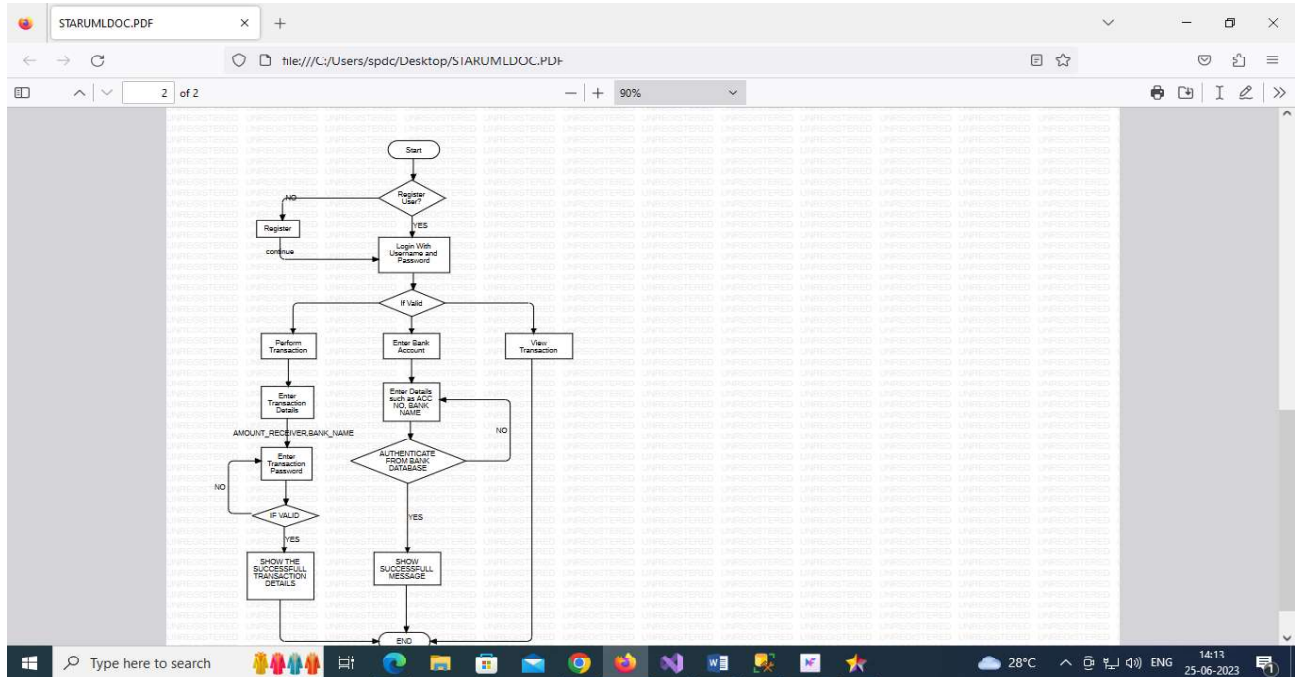 STARUMLDOC.PDF
file:///C:/Users/spdc/Desktop/STARUMLDOC.PDF
2 of 2
90%
Start
Register
User?
NO
YES
Register
continue
Login With
Username and
Password
If Valid
Perform
Transaction
Enter Bank
Account
View
Transaction
Enter
Transaction
Details
Enter Details
such as ACC
NO, BANK
NAME
AMOUNT_RECEIVER,BANK_NAME
NO
Enter
Transaction
Password
AUTHENTICATE
FROM BANK
DATABASE
NO
IF VALID
YES
YES
SHOW THE
SUCCESSFULL
TRANSACTION
DETAILS
SHOW
SUCCESSFULL
MESSAGE
END
Type here to search
28°C
ENG
14:13
25-06-2023